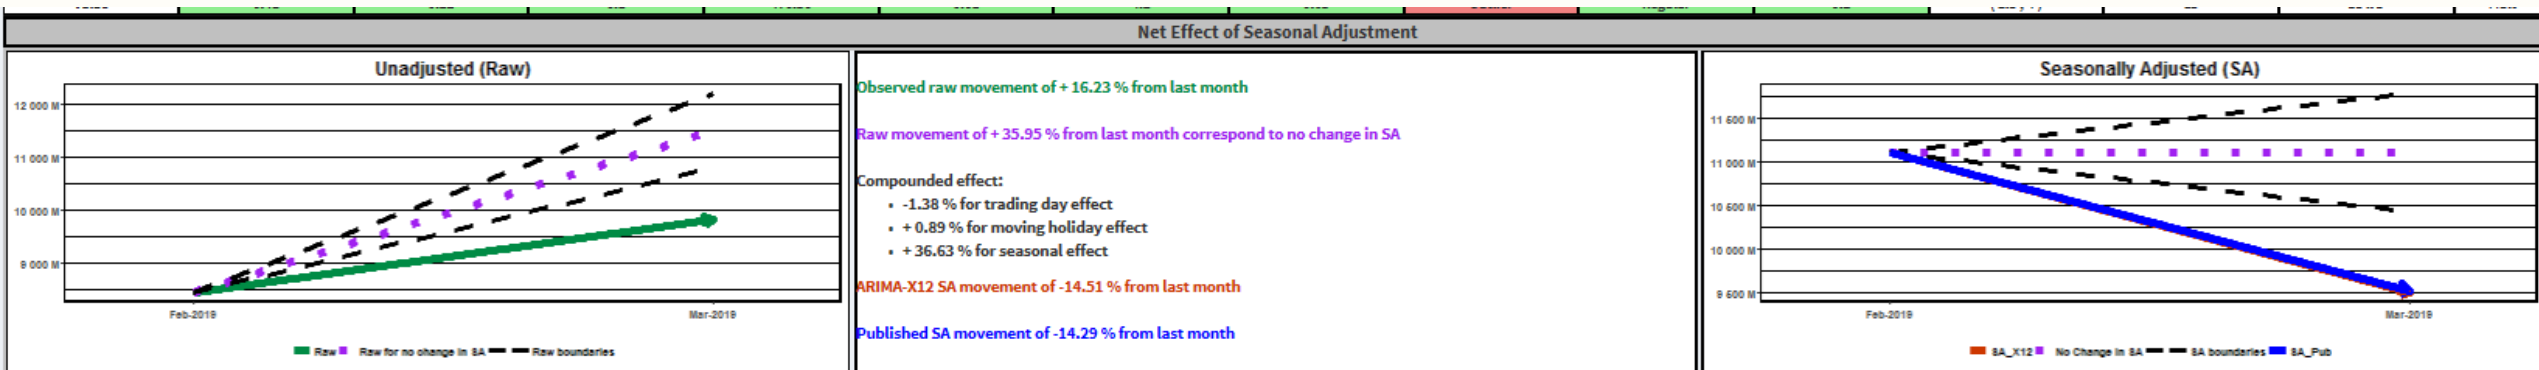 Net Effect of Seasonal Adjustment
Unadjusted (Raw)
12 000 M
11 000 M
10 000 M
9 000 M
Feb-2019
Mar-2019
Raw
Raw for no change in SA
Raw boundaries
Observed raw movement of + 16.23 % from last month
Raw movement of + 35.95 % from last month correspond to no change in SA
Compounded effect:
• -1.38 % for trading day effect
• + 0.89 % for moving holiday effect
• + 36.63 % for seasonal effect
ARIMA-X12 SA movement of -14.51 % from last month
Published SA movement of -14.29 % from last month
Seasonally Adjusted (SA)
11 500 M
11 000 M
10 500 M
10 000 M
9 500 M
Feb-2019
Mar-2019
SA_X12
No Change in SA
SA boundaries
SA_Pub